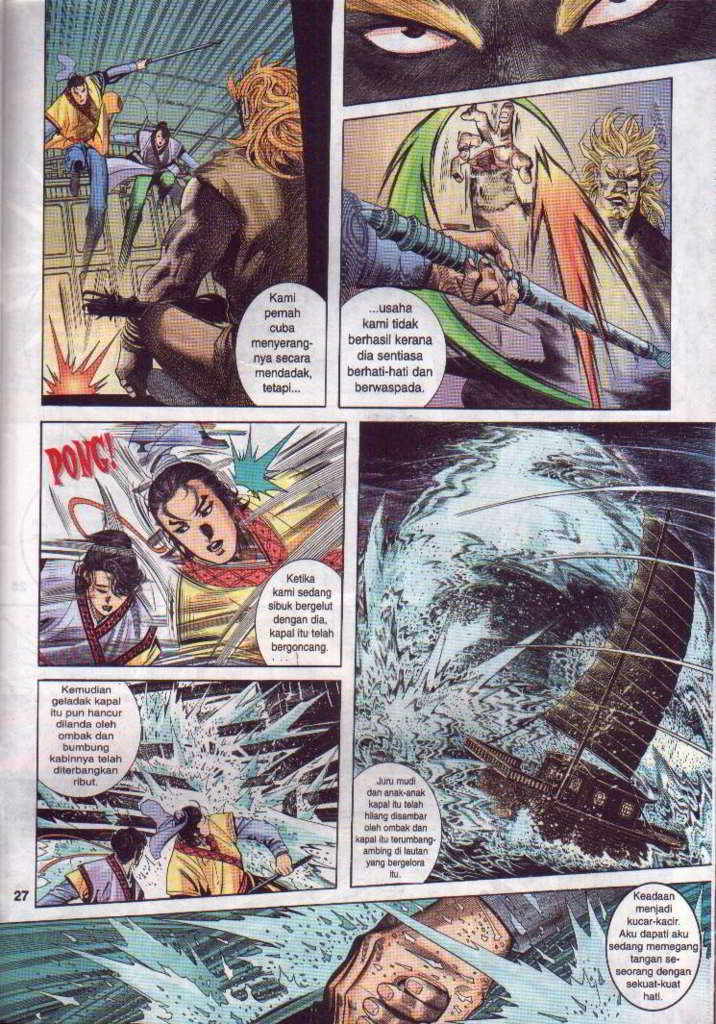 Kami
pernah
cuba
menyerang-
nya secara
mendadak,
tetapi...
...usaha
kami tidak
berhasil kerana
dia sentiasa
berhati-hati dan
berwaspada.
PONG!
Ketika
kami sedang
sibuk bergelut
dengan dia,
kapal itu telah
bergoncang.
Kemudian
geladak kapal
itu pun hancur
dilanda oleh
ombak dan
bumbung
kabinnya telah
diterbangkan
ribut.
Juru mudi
dan anak-anak
kapal itu telah
hilang disambar
oleh ombak dan
kapal itu terumbang-
ambing di lautan
yang bergelora
itu.
Keadaan
menjadi
kucar-kacir.
Aku dapati aku
sedang memegang
tangan se-
seorang dengan
sekuat-kuat
hati.
27